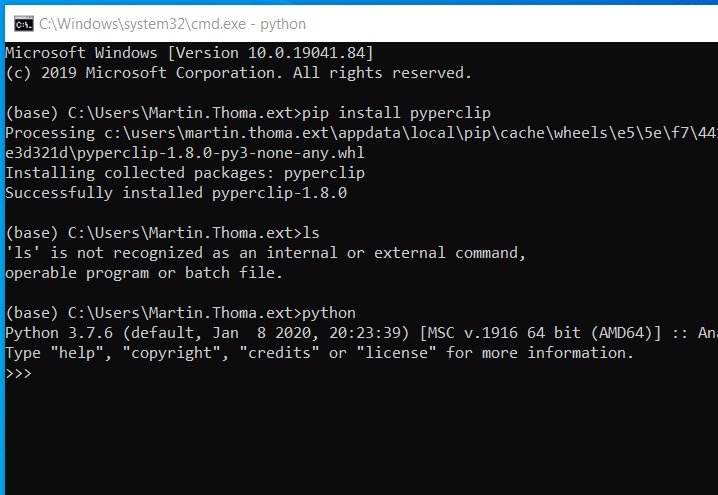 C:\Windows\system32\cmd.exe - python
Microsoft Windows [Version 10.0.19041.84]
(c) 2019 Microsoft Corporation. All rights reserved.
(base) C:\Users\Martin.Thoma.ext>pip install pyperclip
Processing c:\users\martin.thoma.ext\appdata\local\pip\cache\wheels\e5\5e\f7\44
e3d321d\pyperclip-1.8.0-py3-none-any.whl
Installing collected packages: pyperclip
Successfully installed pyperclip-1.8.0
(base) C:\Users\Martin.Thoma.ext>ls
'ls' is not recognized as an internal or external command,
operable program or batch file.
(base) C:\Users\Martin.Thoma.ext>python
Python 3.7.6 (default, Jan  8 2020, 20:23:39) [MSC v.1916 64 bit (AMD64)] :: Ana
Type "help", "copyright", "credits" or "license" for more information.
>>>